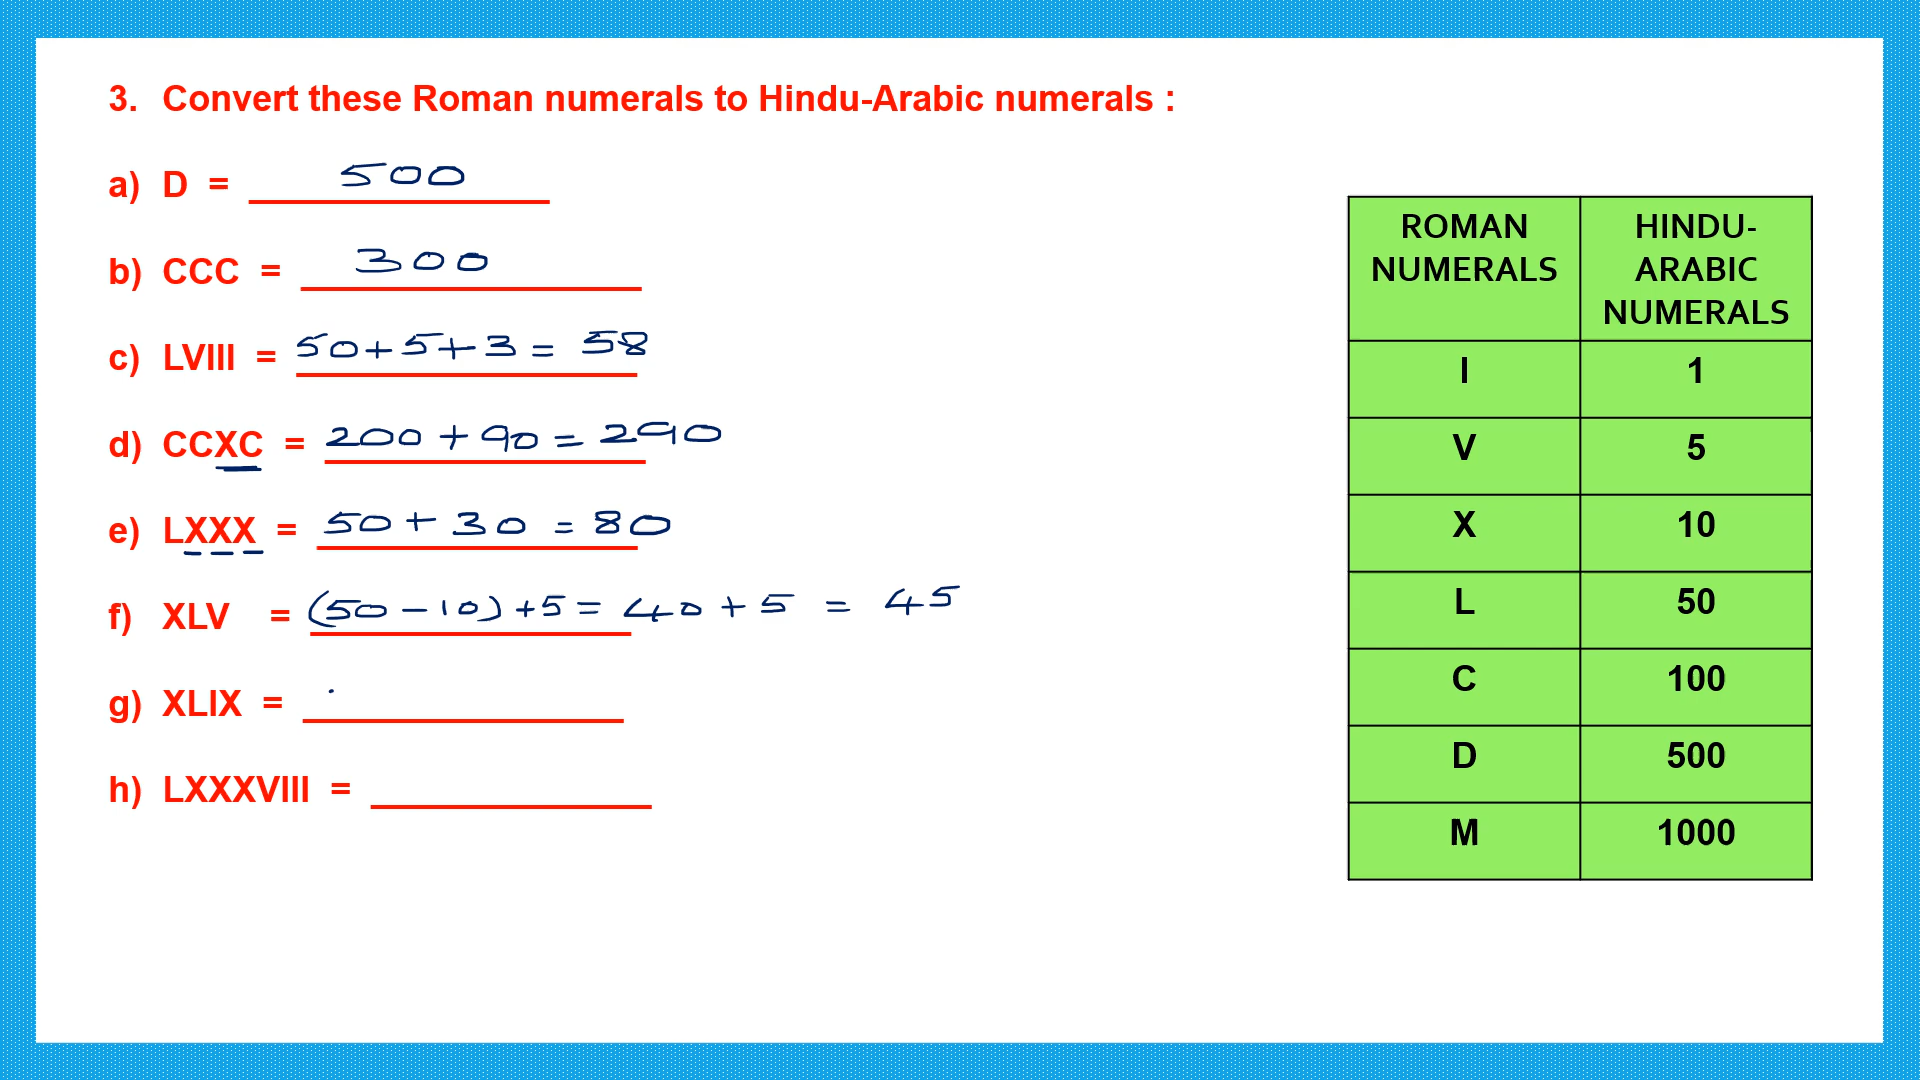 3. Convert these Roman numerals to Hindu-Arabic numerals :
a) D = 500
b) CCC = 300
c) LVIII = 50+5+3 = 58
d) CCXC = 200 + 90 = 290
e) LXXX = 50 + 30 = 80
f) XLV = (50 - 10) + 5 = 40 + 5 = 45
g) XLIX =
h) LXXXVIII =
ROMAN NUMERALS HINDU-ARABIC NUMERALS
I 1
V 5
X 10
L 50
C 100
D 500
M 1000